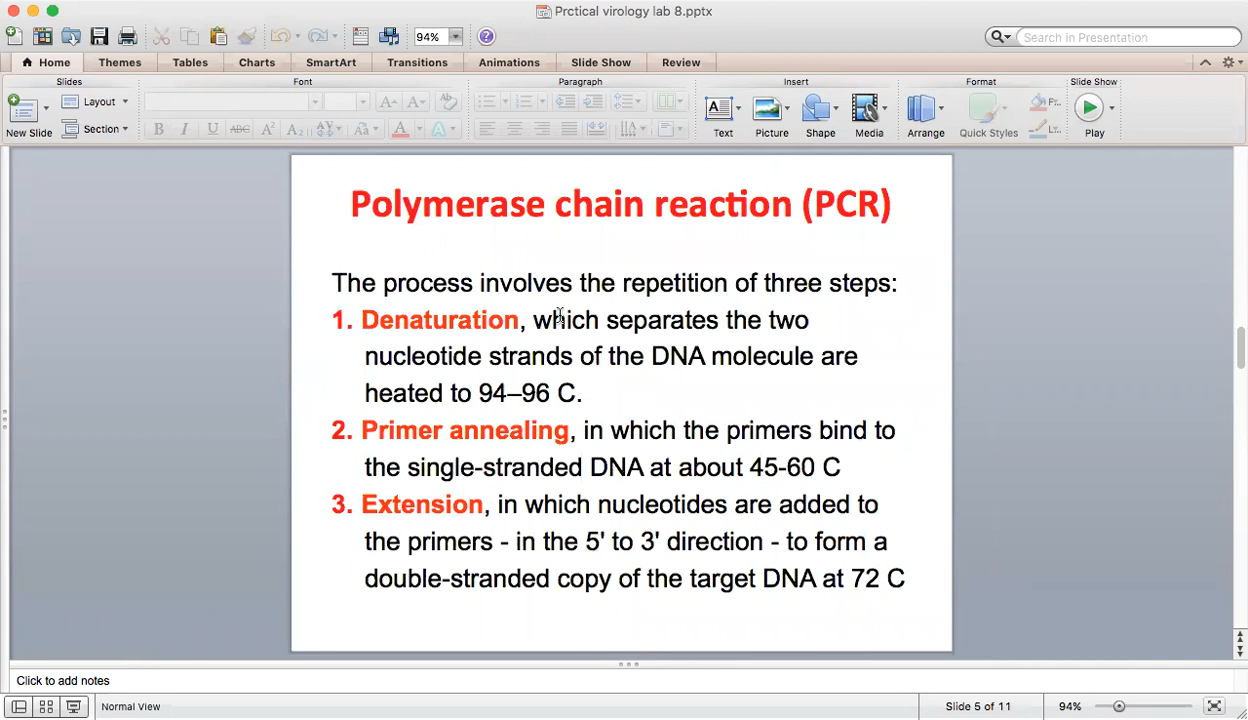 Prctical virology lab 8.pptx
94%
Search in Presentation
Home Themes Tables Charts SmartArt Transitions Animations Slide Show Review
Slides Font Paragraph Insert Format Slide Show
Layout
Section
New Slide
B I U ABC A² A₂ AV Aa A A
Text Picture Shape Media Arrange Quick Styles Play
Polymerase chain reaction (PCR)
The process involves the repetition of three steps:
1. Denaturation, which separates the two
nucleotide strands of the DNA molecule are
heated to 94–96 C.
2. Primer annealing, in which the primers bind to
the single-stranded DNA at about 45-60 C
3. Extension, in which nucleotides are added to
the primers - in the 5' to 3' direction - to form a
double-stranded copy of the target DNA at 72 C
Click to add notes
Normal View Slide 5 of 11 94%